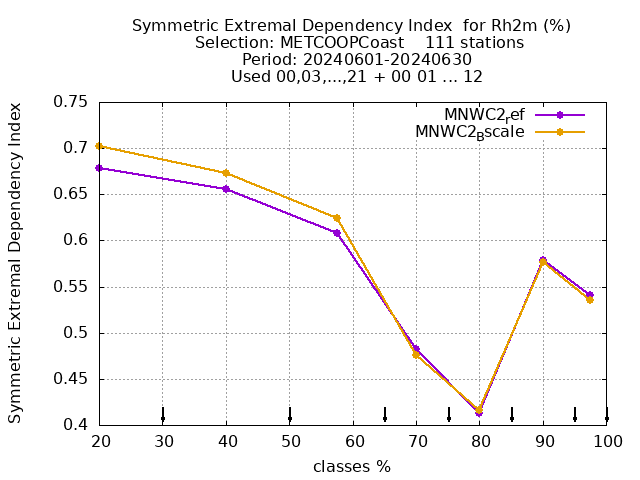 Symmetric Extremal Dependency Index  for Rh2m (%)
Selection: METCOOPCoast    111 stations
Period: 20240601-20240630
Used 00,03,...,21 + 00 01 ... 12
Symmetric Extremal Dependency Index
0.75
0.7
0.65
0.6
0.55
0.5
0.45
0.4
MNWC2ref
MNWC2Bscale
20 30 40 50 60 70 80 90 100
classes %